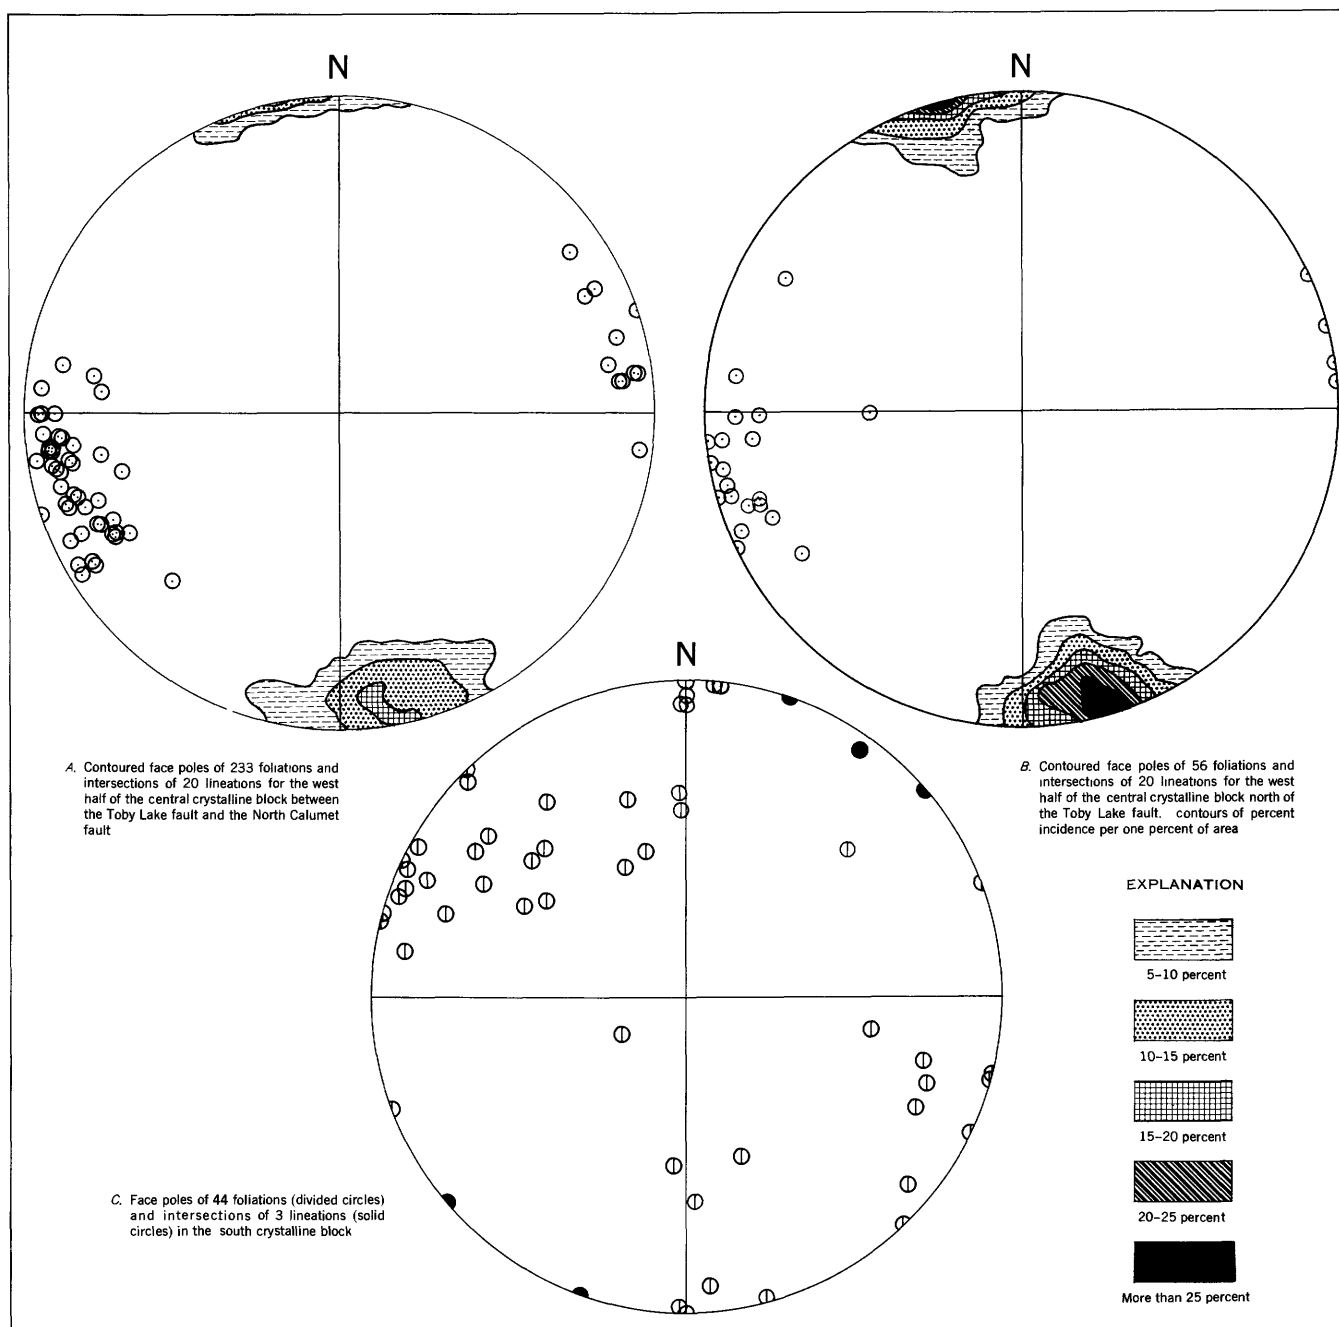 N
N
A. Contoured face poles of 233 foliations and
intersections of 20 lineations for the west
half of the central crystalline block between
the Toby Lake fault and the North Calumet
fault
N
B. Contoured face poles of 56 foliations and
intersections of 20 lineations for the west
half of the central crystalline block north of
the Toby Lake fault. contours of percent
incidence per one percent of area
C. Face poles of 44 foliations (divided circles)
and intersections of 3 lineations (solid
circles) in the south crystalline block
EXPLANATION
5–10 percent
10–15 percent
15–20 percent
20–25 percent
More than 25 percent